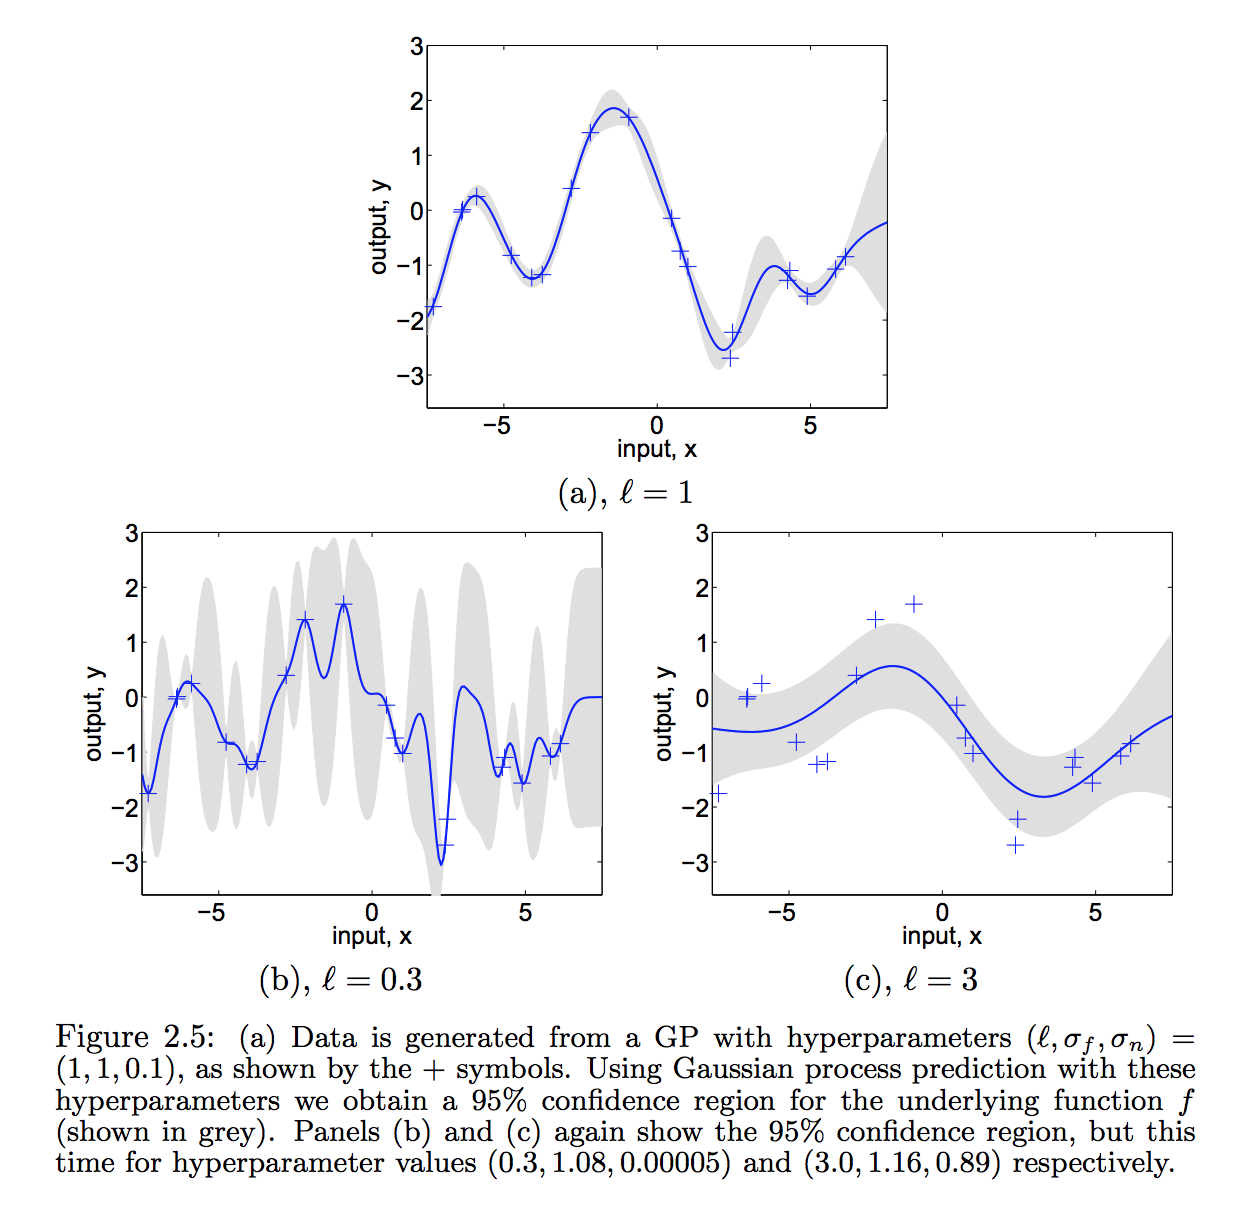 3
2
1
0
−1
−2
−3
output, y
−5 0 5
input, x
(a), ℓ = 1
3
2
1
0
−1
−2
−3
output, y
−5 0 5
input, x
(b), ℓ = 0.3
3
2
1
0
−1
−2
−3
output, y
−5 0 5
input, x
(c), ℓ = 3
Figure 2.5: (a) Data is generated from a GP with hyperparameters (ℓ, σf, σn) =
(1, 1, 0.1), as shown by the + symbols. Using Gaussian process prediction with these
hyperparameters we obtain a 95% confidence region for the underlying function f
(shown in grey). Panels (b) and (c) again show the 95% confidence region, but this
time for hyperparameter values (0.3, 1.08, 0.00005) and (3.0, 1.16, 0.89) respectively.